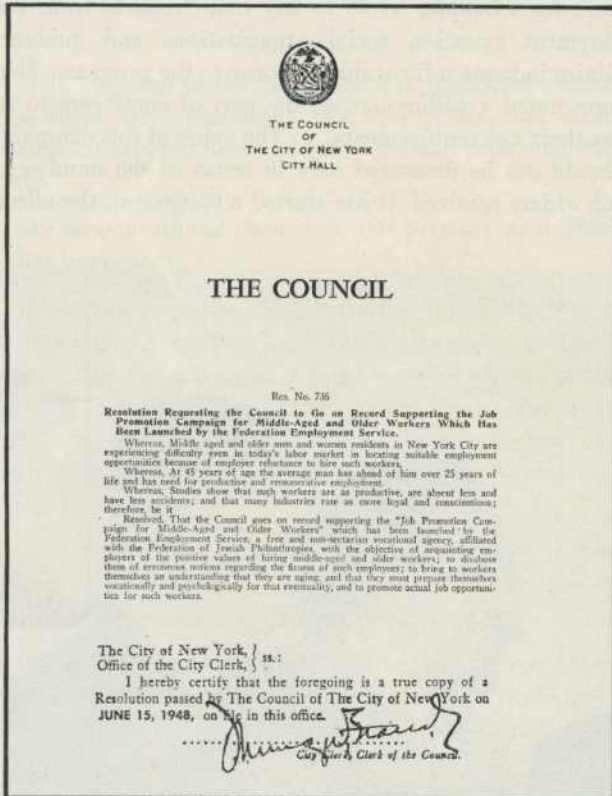 THE COUNCIL
OF
THE CITY OF NEW YORK
CITY HALL
THE COUNCIL
Res. No. 736
Resolution Requesting the Council to Go on Record Supporting the Job
Promotion Campaign for Middle-Aged and Older Workers Which Has
Been Launched by the Federation Employment Service.
Whereas, Middle aged and older men and women residents in New York City are
experiencing difficulty even in today's labor market in locating suitable employment
opportunities because of employer reluctance to hire such workers.
Whereas, At 45 years of age the average man has ahead of him over 25 years of
life and has need for productive and remunerative employment.
Whereas, Studies show that such workers are as productive, are absent less and
have less accidents; and that many industries rate as more loyal and conscientious;
therefore, be it
Resolved, That the Council goes on record supporting the "Job Promotion Cam-
paign for Middle-Aged and Older Workers" which has been launched by the
Federation Employment Service, a free and non-sectarian vocational agency, affiliated
with the Federation of Jewish Philanthropies, with the objective of acquainting em-
ployers of the positive values of hiring middle-aged and older workers; to disabuse
them of erroneous notions regarding the fitness of such employees; to bring to workers
themselves an understanding that they are aging, and that they must prepare themselves
vocationally and psychologically for that eventuality, and to promote actual job opportuni-
ties for such workers.
The City of New York,
Office of the City Clerk, } ss.:
I hereby certify that the foregoing is a true copy of a
Resolution passed by The Council of The City of New York on
JUNE 15, 1948, on file in this office.
City Clerk, Clerk of the Council.